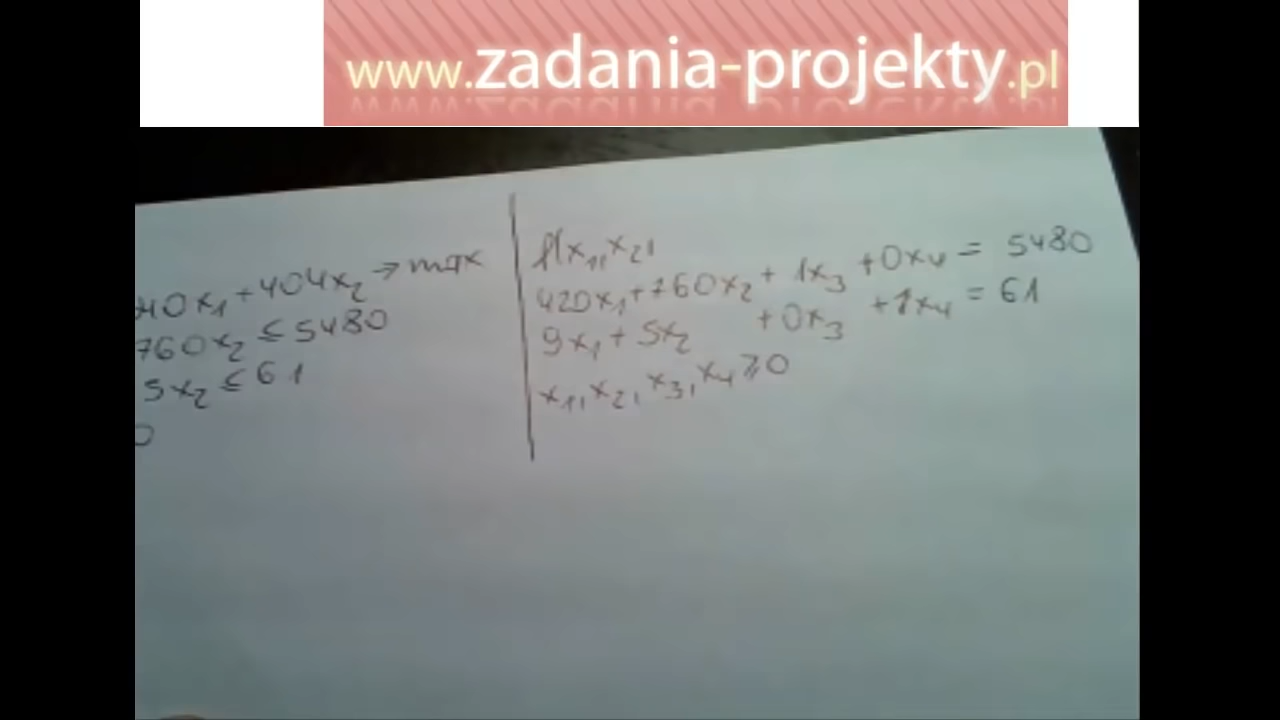 www.zadania-projekty.pl
40x₁+404x₂→max
760x₂≤5480
5x₂≤61
0
f(x₁,x₂,
420x₁+760x₂+1x₃+0x₄=5480
9x₁+5x₂+0x₃+1x₄=61
x₁,x₂,x₃,x₄≥0